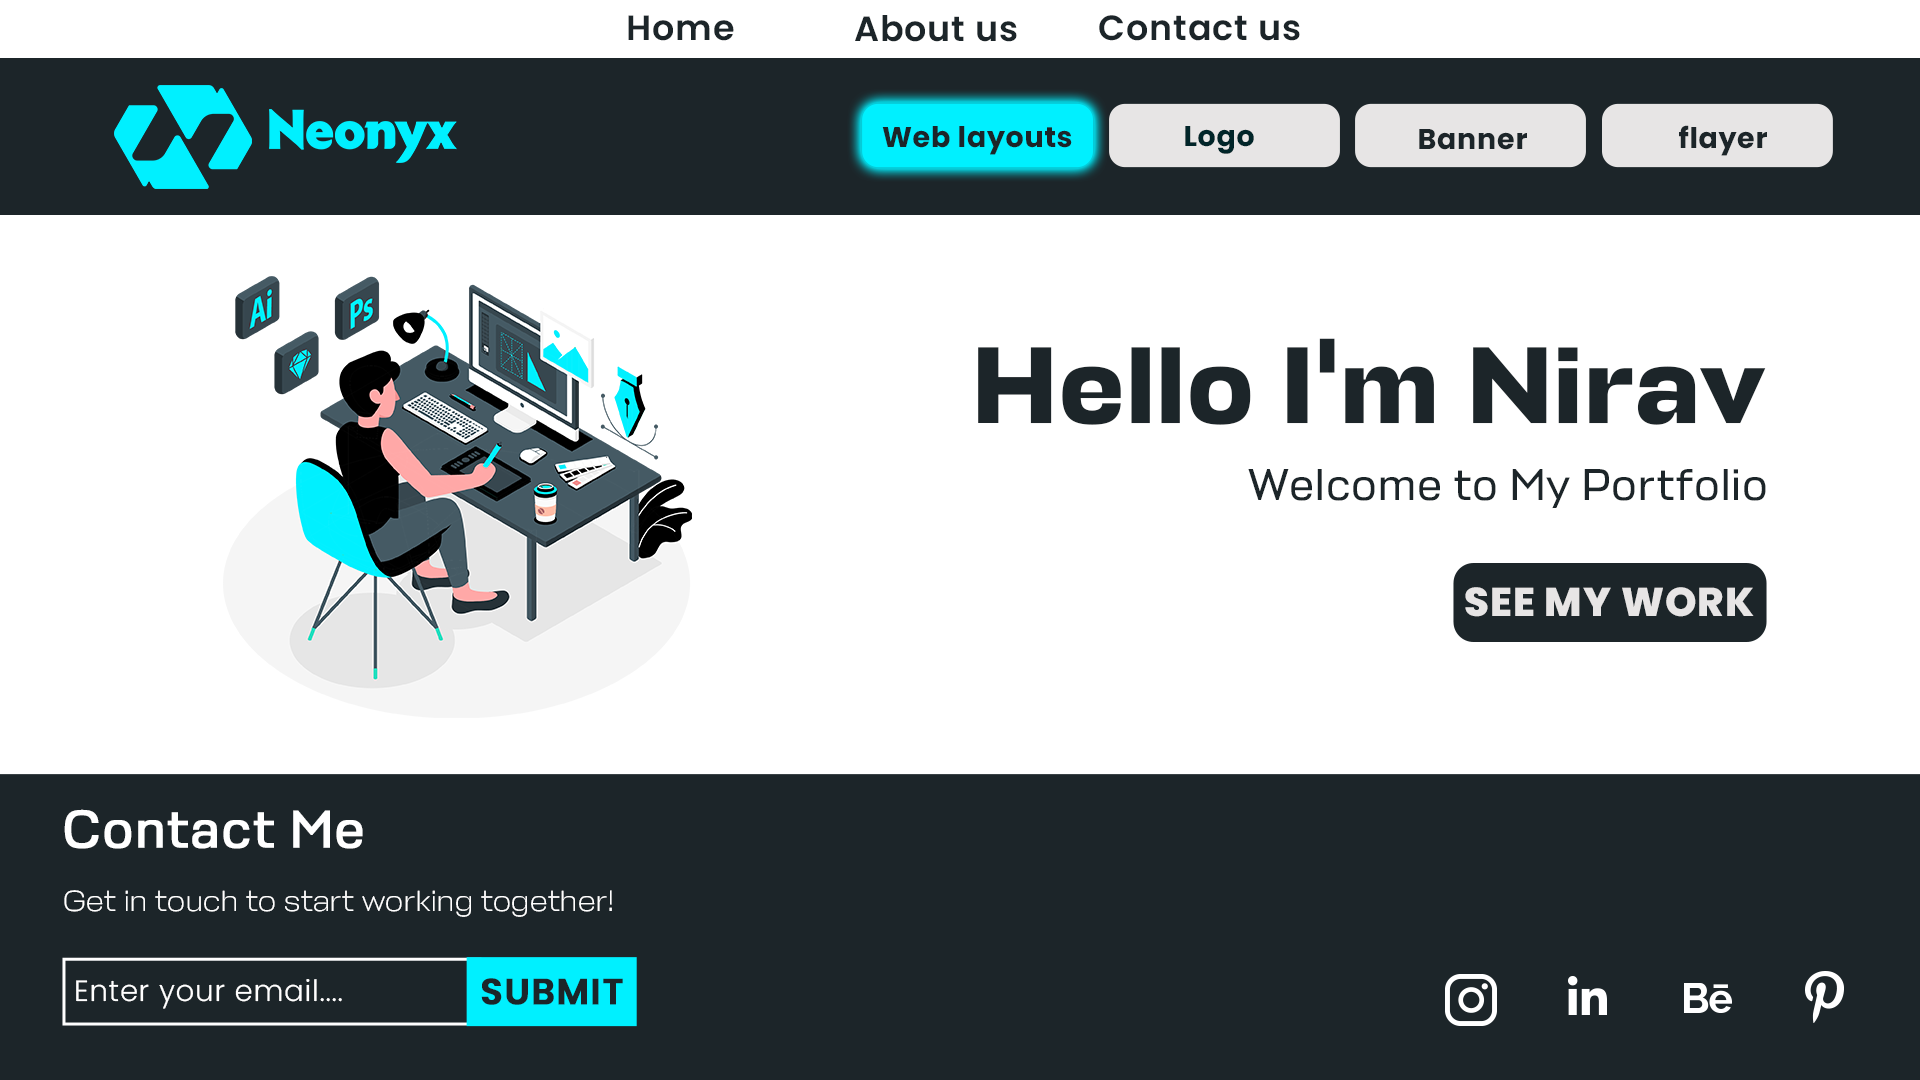 Home About us Contact us
Neonyx
Web layouts Logo Banner flayer
Ai
Ps
Hello I'm Nirav
Welcome to My Portfolio
SEE MY WORK
Contact Me
Get in touch to start working together!
Enter your email.... SUBMIT
in Bē